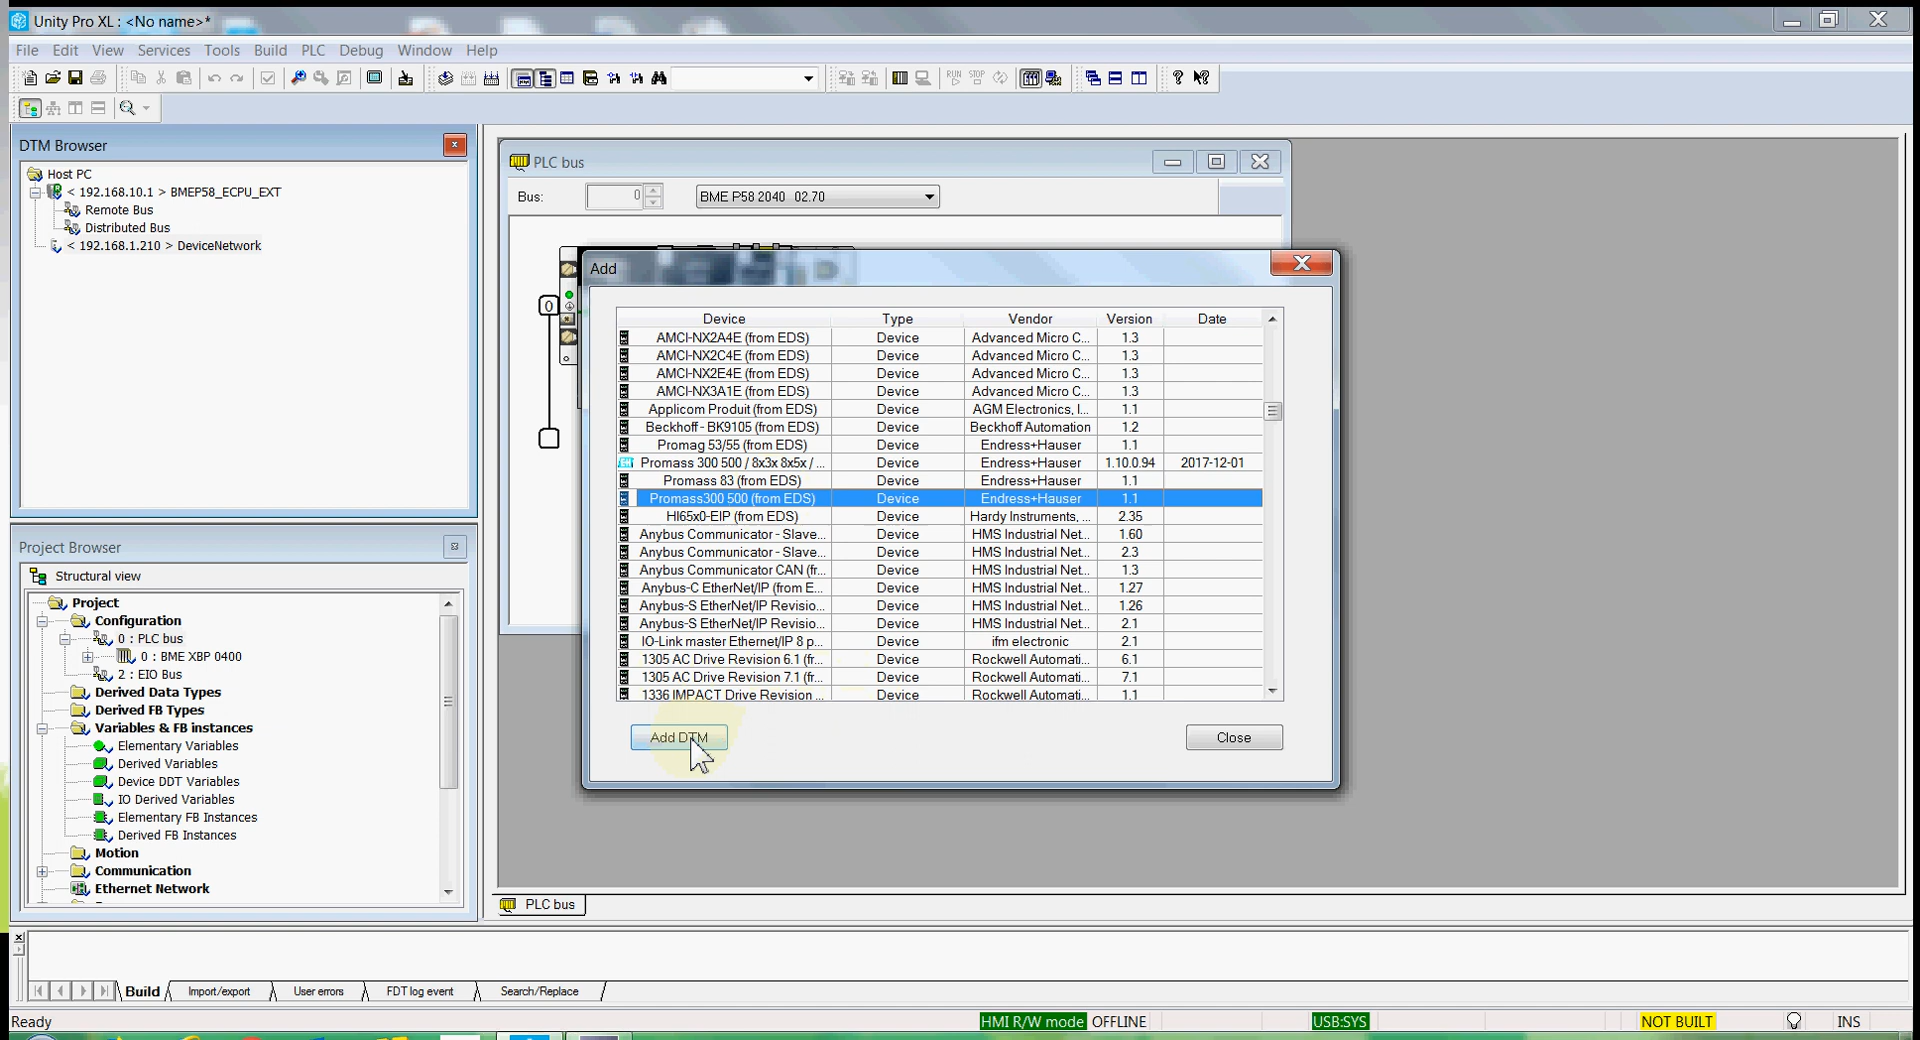 Unity Pro XL : <No name>*
File Edit View Services Tools Build PLC Debug Window Help
RUN STOP
DTM Browser
Host PC
< 192.168.10.1 > BMEP58_ECPU_EXT
Remote Bus
Distributed Bus
< 192.168.1.210 > DeviceNetwork
PLC bus
Bus: 0 BME P58 2040 02.70
0
Add
Device Type Vendor Version Date
AMCI-NX2A4E (from EDS) Device Advanced Micro C... 1.3
AMCI-NX2C4E (from EDS) Device Advanced Micro C... 1.3
AMCI-NX2E4E (from EDS) Device Advanced Micro C... 1.3
AMCI-NX3A1E (from EDS) Device Advanced Micro C... 1.3
Applicom Produit (from EDS) Device AGM Electronics, I... 1.1
Beckhoff - BK9105 (from EDS) Device Beckhoff Automation 1.2
Promag 53/55 (from EDS) Device Endress+Hauser 1.1
Promass 300 500 / 8x3x 8x5x / ... Device Endress+Hauser 1.10.0.94 2017-12-01
Promass 83 (from EDS) Device Endress+Hauser 1.1
Promass300 500 (from EDS) Device Endress+Hauser 1.1
HI65x0-EIP (from EDS) Device Hardy Instruments, ... 2.35
Anybus Communicator - Slave... Device HMS Industrial Net... 1.60
Anybus Communicator - Slave... Device HMS Industrial Net... 2.3
Anybus Communicator CAN (fr... Device HMS Industrial Net... 1.3
Anybus-C EtherNet/IP (from E... Device HMS Industrial Net... 1.27
Anybus-S EtherNet/IP Revisio... Device HMS Industrial Net... 1.26
Anybus-S EtherNet/IP Revisio... Device HMS Industrial Net... 2.1
IO-Link master Ethernet/IP 8 p... Device ifm electronic 2.1
1305 AC Drive Revision 6.1 (fr... Device Rockwell Automati... 6.1
1305 AC Drive Revision 7.1 (fr... Device Rockwell Automati... 7.1
1336 IMPACT Drive Revision ... Device Rockwell Automati... 1.1
Add DTM Close
Project Browser
Structural view
Project
Configuration
0 : PLC bus
0 : BME XBP 0400
2 : EIO Bus
Derived Data Types
Derived FB Types
Variables & FB instances
Elementary Variables
Derived Variables
Device DDT Variables
IO Derived Variables
Elementary FB Instances
Derived FB Instances
Motion
Communication
Ethernet Network
PLC bus
Build Import/export User errors FDT log event Search/Replace
Ready HMI R/W mode OFFLINE USB:SYS NOT BUILT INS